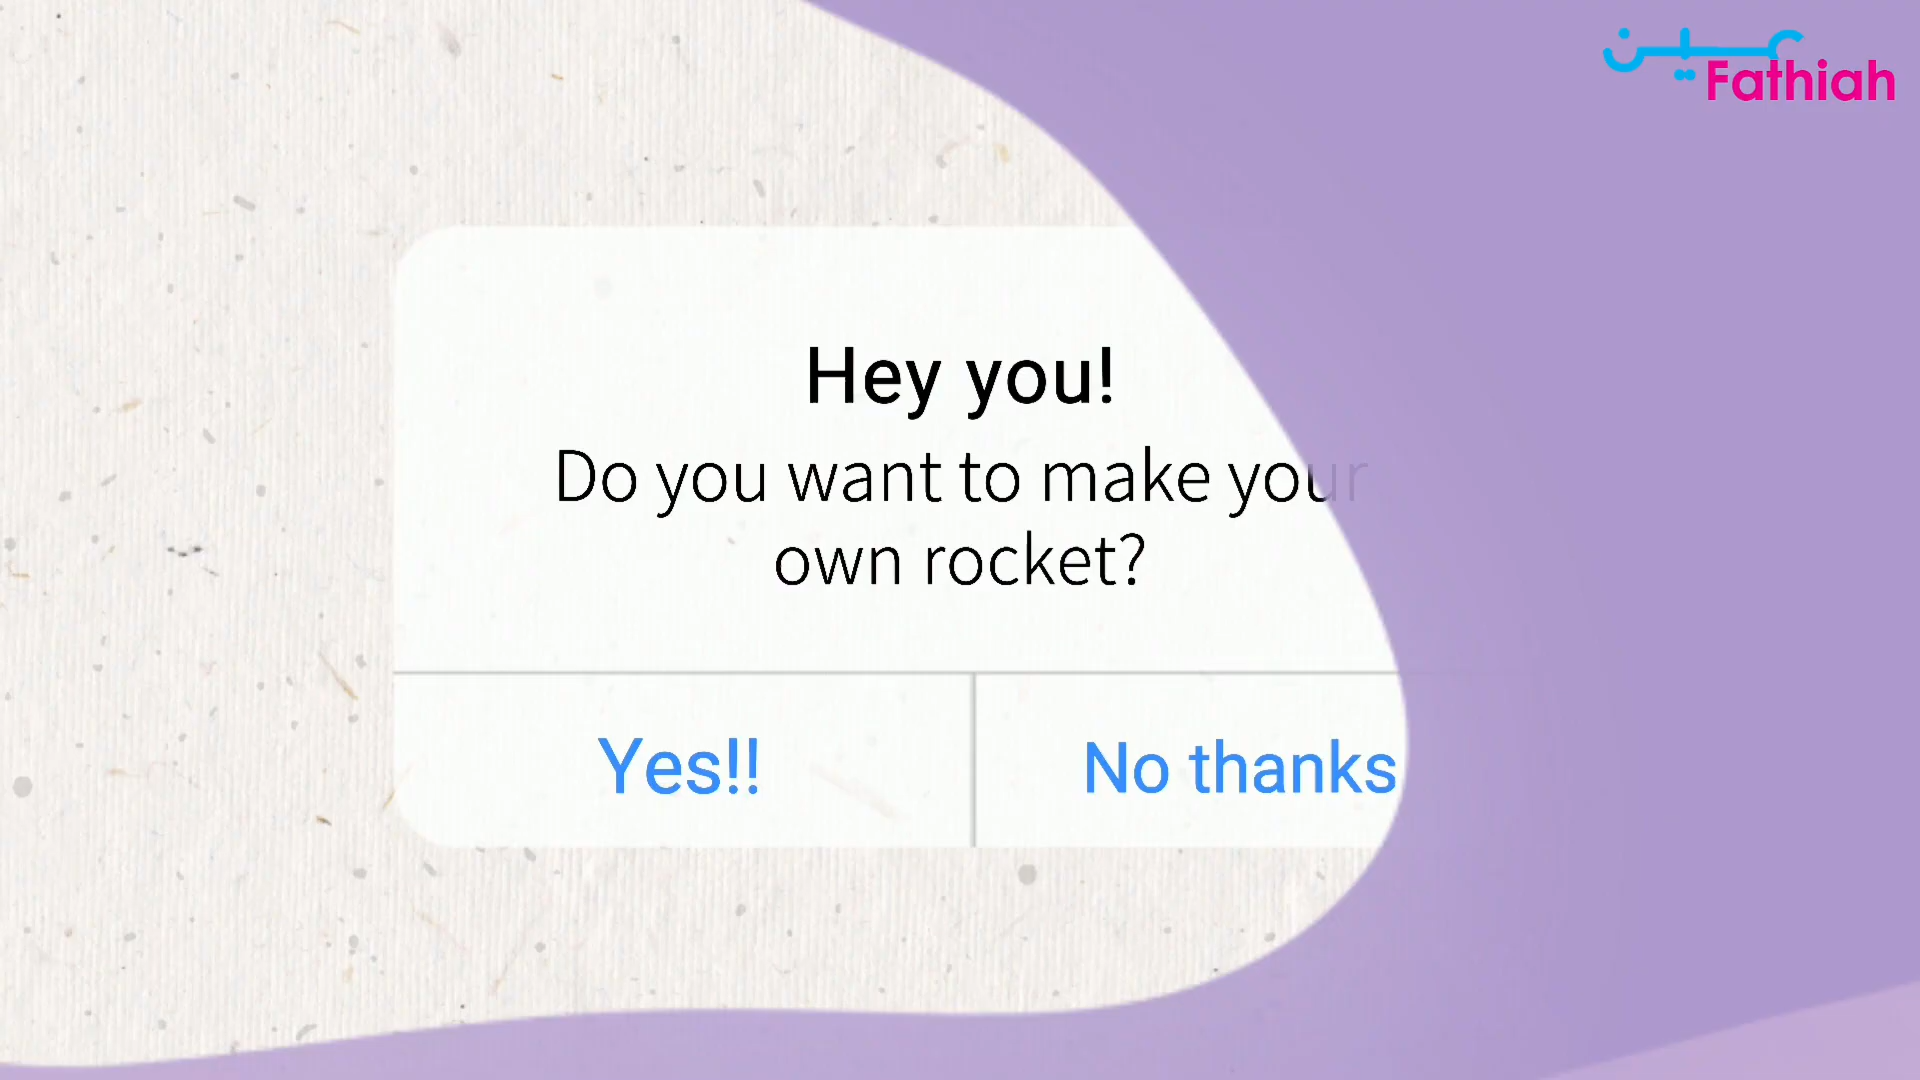 Fathiah
Hey you!
Do you want to make your
own rocket?
Yes!!
No thanks